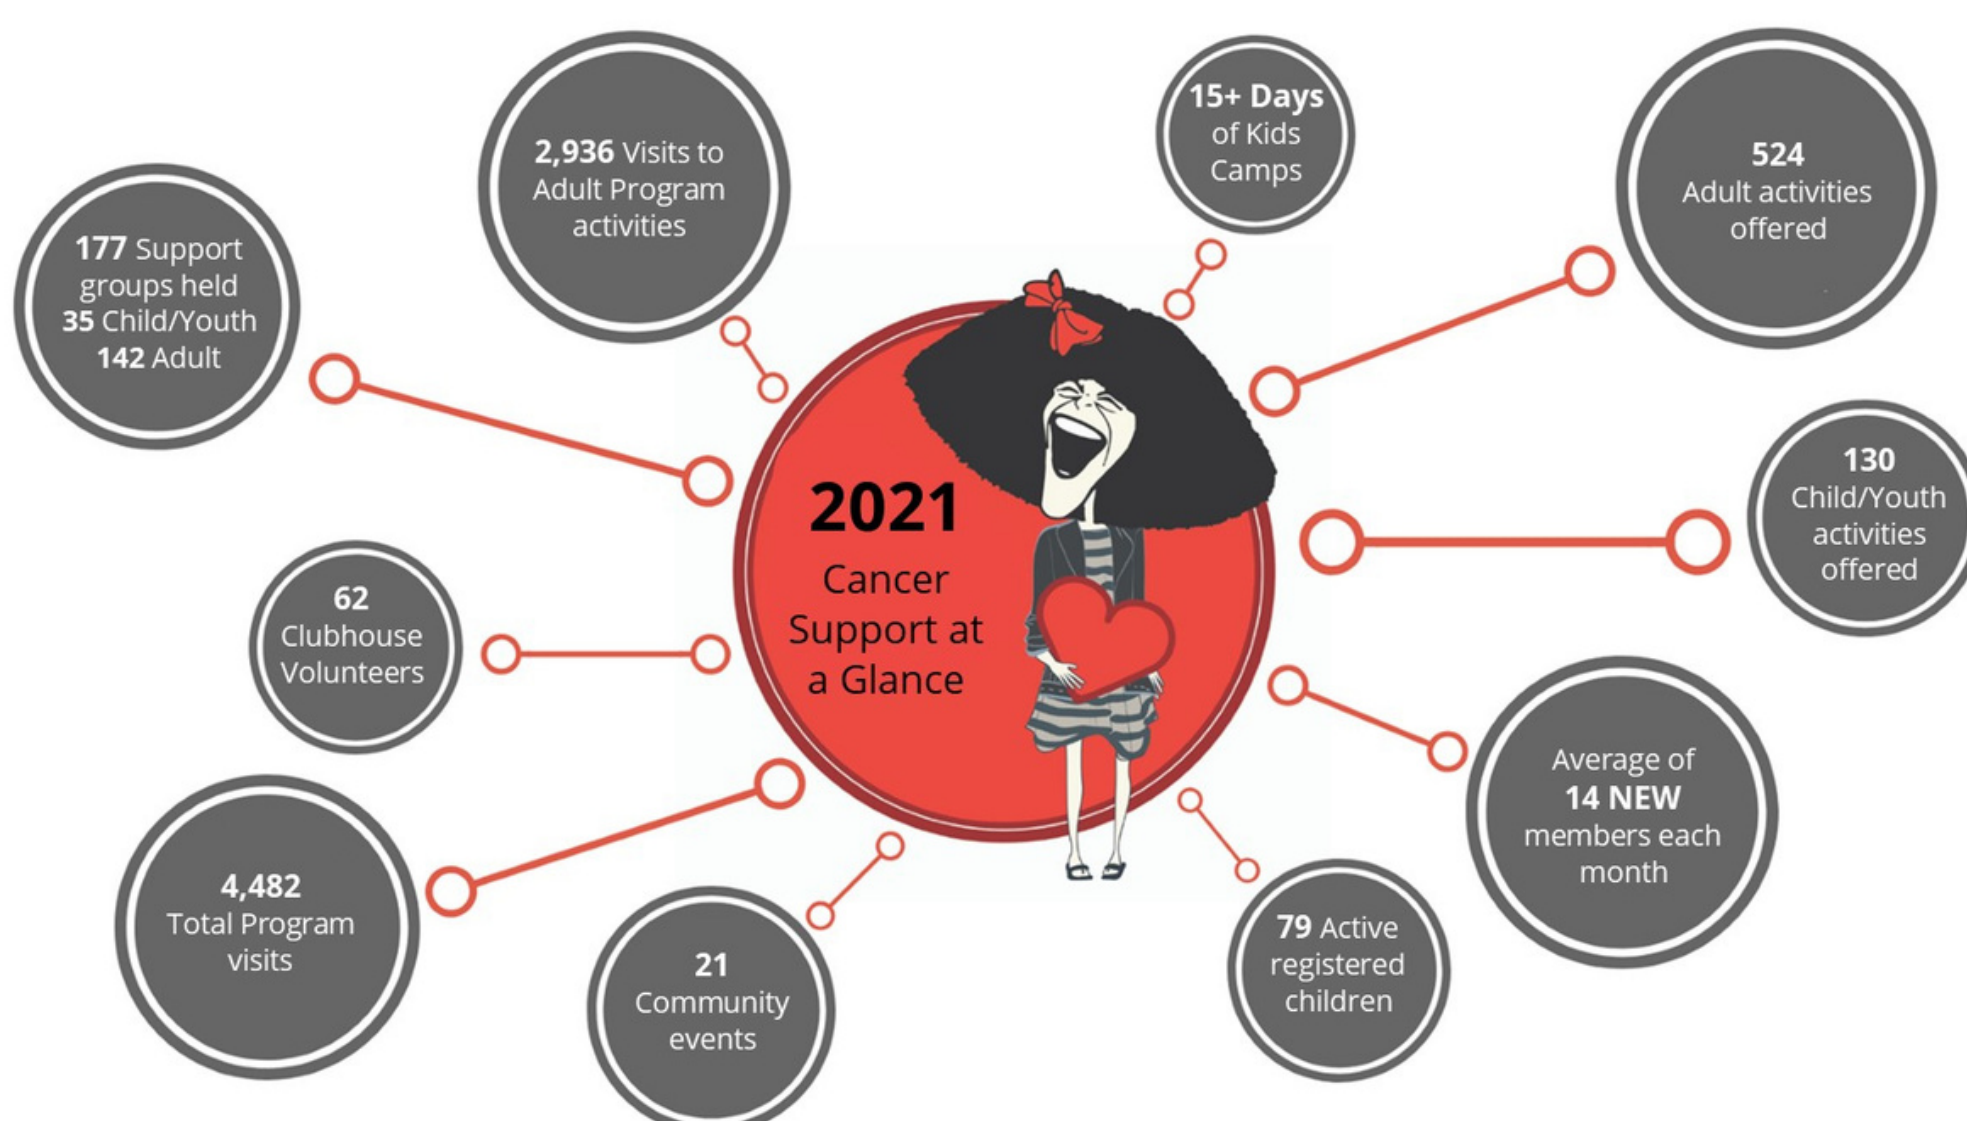 2021
Cancer
Support at
a Glance
177 Support
groups held
35 Child/Youth
142 Adult
2,936 Visits to
Adult Program
activities
15+ Days
of Kids
Camps
524
Adult activities
offered
130
Child/Youth
activities
offered
Average of
14 NEW
members each
month
79 Active
registered
children
21
Community
events
4,482
Total Program
visits
62
Clubhouse
Volunteers